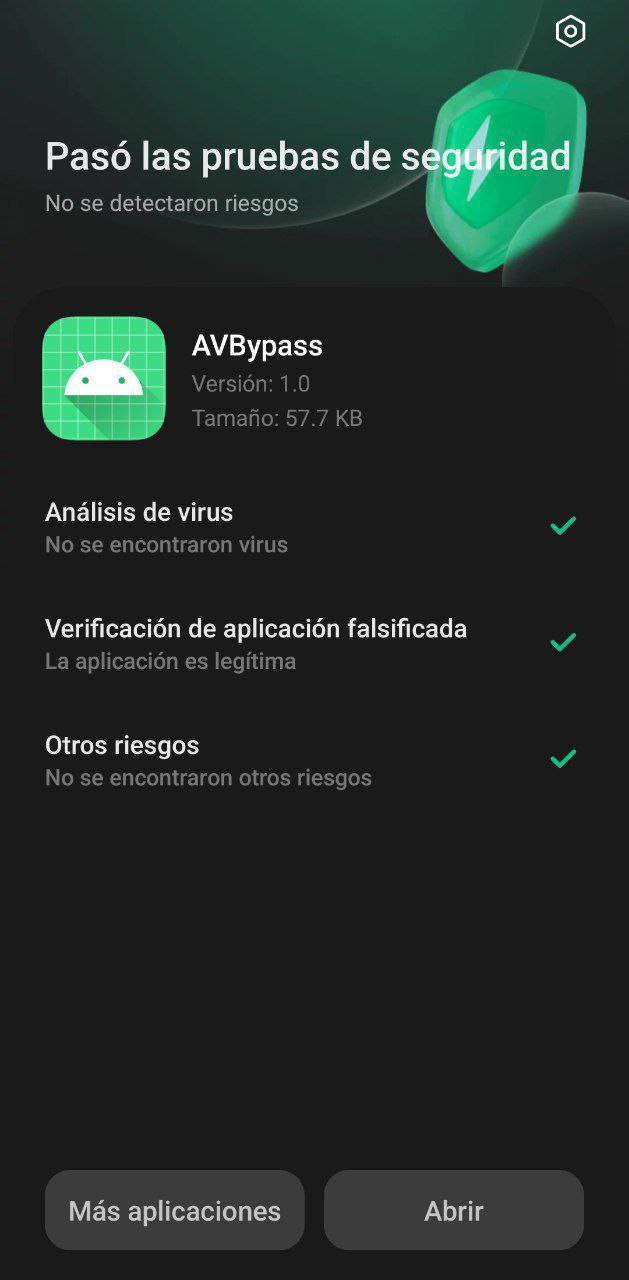 Pasó las pruebas de seguridad
No se detectaron riesgos
AVBypass
Versión: 1.0
Tamaño: 57.7 KB
Análisis de virus
No se encontraron virus
Verificación de aplicación falsificada
La aplicación es legítima
Otros riesgos
No se encontraron otros riesgos
Más aplicaciones
Abrir